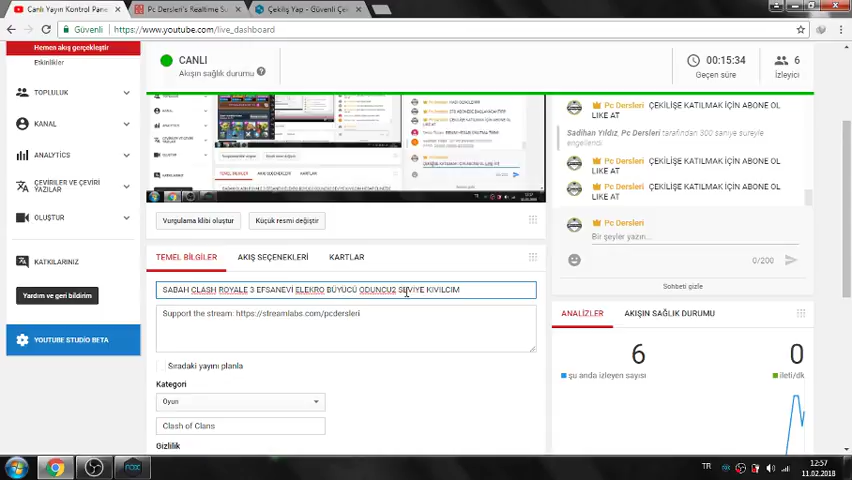 Canlı Yayın Kontrol Pane
Pc Dersleri's Realtime Su
Çekiliş Yap - Güvenli Çe
Güvenli
https://www.youtube.com/live_dashboard
Hemen akış gerçekleştir
Etkinlikler
TOPLULUK
KANAL
ANALYTICS
ÇEVİRİLER VE ÇEVİRİ
YAZILAR
OLUŞTUR
KATKILARINIZ
Yardım ve geri bildirim
YOUTUBE STUDIO BETA
CANLI
Akışın sağlık durumu
00:15:34
Geçen süre
6
İzleyici
Vurgulama klibi oluştur
Küçük resmi değiştir
TEMEL BİLGİLER
AKIŞ SEÇENEKLERİ
KARTLAR
SABAH CLASH ROYALE 3 EFSANEVİ ELEKRO BÜYÜCÜ ODUNCU2 SEVİYE KIVILCIM
Support the stream: https://streamlabs.com/pcdersleri
Sıradaki yayını planla
Kategori
Oyun
Clash of Clans
Gizlilik
Pc Dersleri ÇEKİLİŞE KATILMAK İÇİN ABONE OL
LIKE AT
Sadihan Yıldız, Pc Dersleri tarafından 300 saniye süreyle
engellendi.
Pc Dersleri ÇEKİLİŞE KATILMAK İÇİN ABONE OL
LIKE AT
Pc Dersleri ÇEKİLİŞE KATILMAK İÇİN ABONE OL
LIKE AT
Pc Dersleri
Bir şeyler yazın...
0/200
Sohbeti gizle
ANALİZLER
AKIŞIN SAĞLIK DURUMU
6
şu anda izleyen sayısı
0
ileti/dk
TR
12:57
11.02.2018